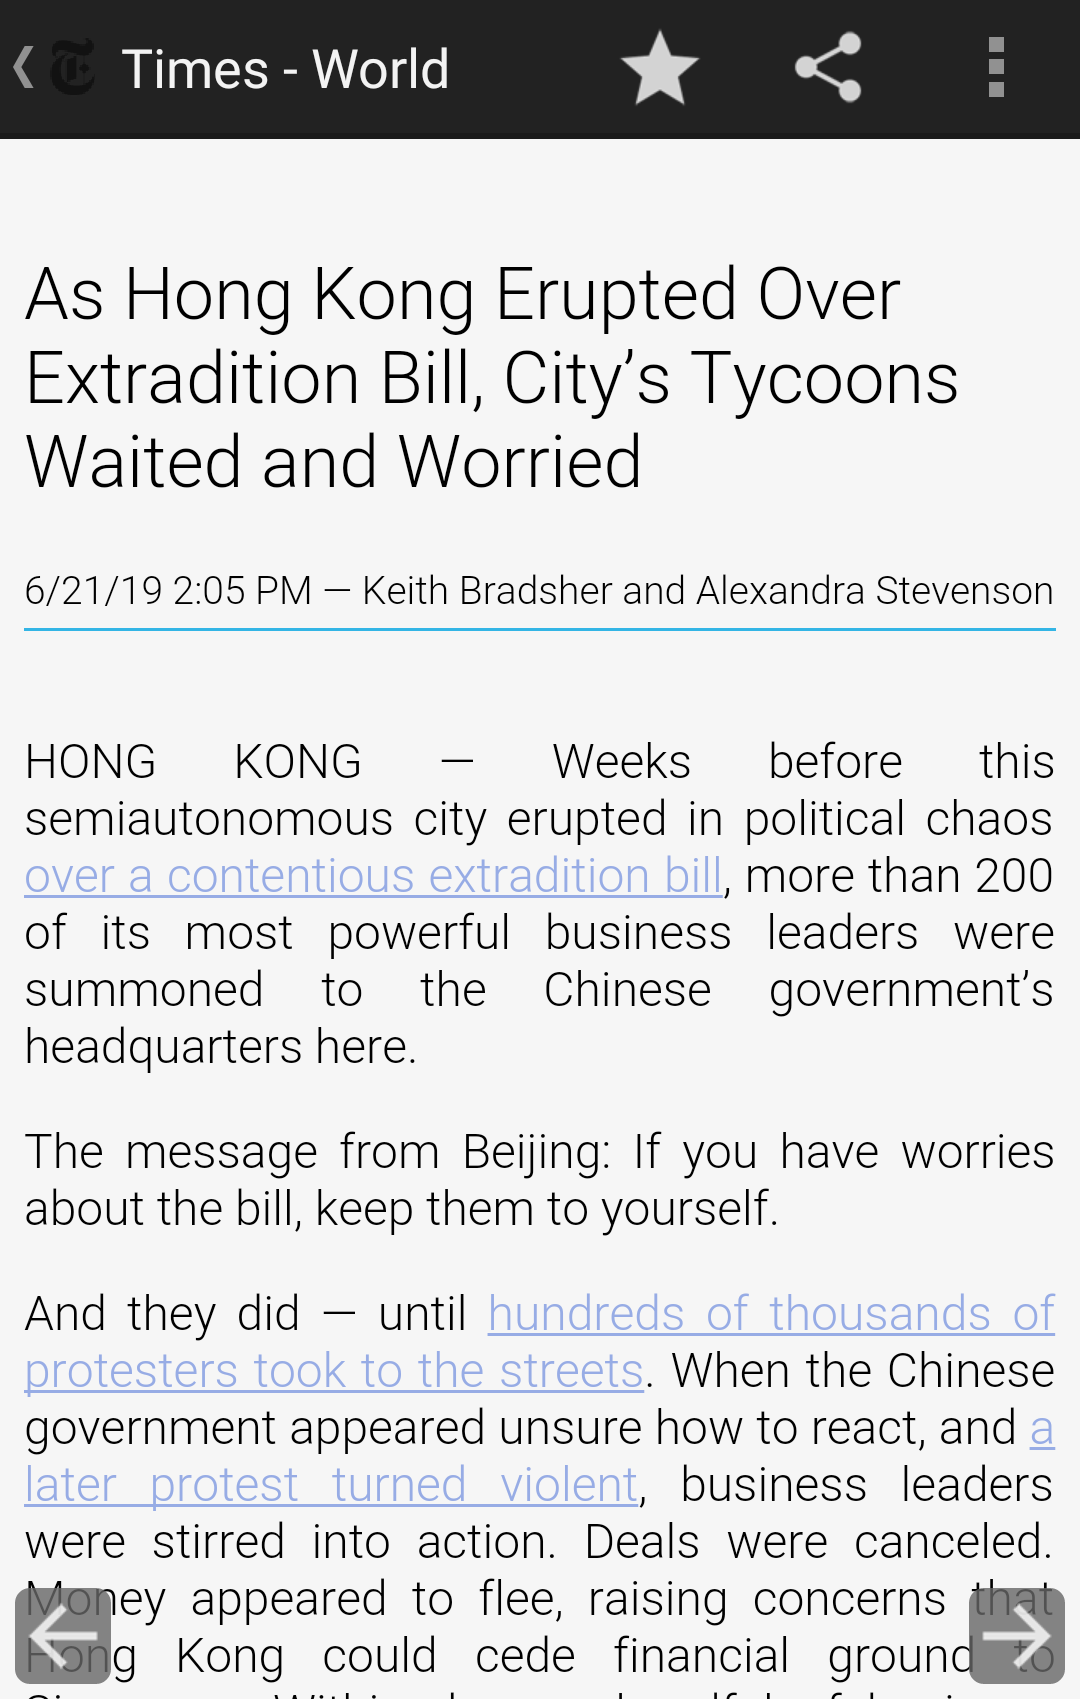 Times - World
As Hong Kong Erupted Over
Extradition Bill, City’s Tycoons
Waited and Worried
6/21/19 2:05 PM — Keith Bradsher and Alexandra Stevenson
HONG KONG — Weeks before this
semiautonomous city erupted in political chaos
over a contentious extradition bill, more than 200
of its most powerful business leaders were
summoned to the Chinese government’s
headquarters here.
The message from Beijing: If you have worries
about the bill, keep them to yourself.
And they did — until hundreds of thousands of
protesters took to the streets. When the Chinese
government appeared unsure how to react, and a
later protest turned violent, business leaders
were stirred into action. Deals were canceled.
Money appeared to flee, raising concerns that
Hong Kong could cede financial ground to